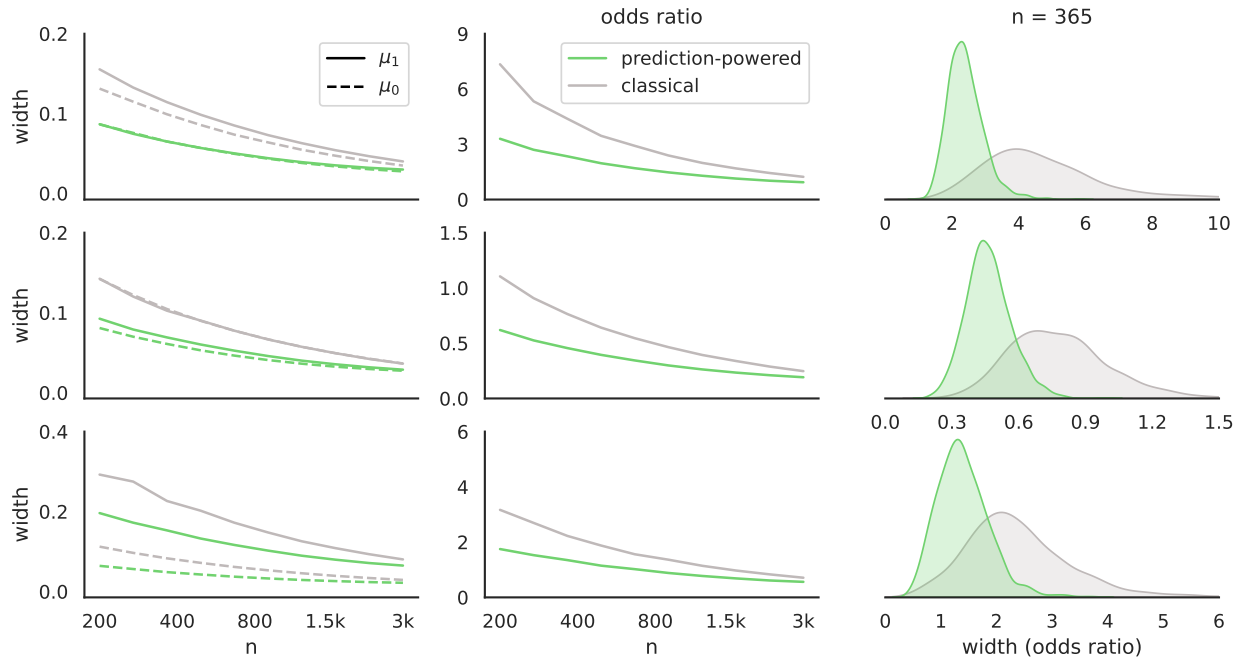 odds ratio
n = 365
0.2
0.1
0.0
width
μ1
μ0
9
6
3
0
prediction-powered
classical
0 2 4 6 8 10
0.2
0.1
0.0
width
1.5
1.0
0.5
0.0
0.0 0.3 0.6 0.9 1.2 1.5
0.4
0.2
0.0
width
200 400 800 1.5k 3k
n
6
4
2
0
200 400 800 1.5k 3k
n
0 1 2 3 4 5 6
width (odds ratio)